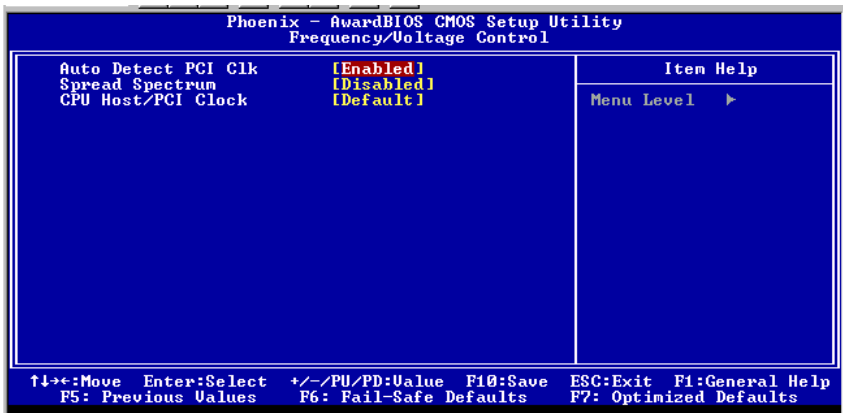 Phoenix - AwardBIOS CMOS Setup Utility
Frequency/Voltage Control
Auto Detect PCI Clk [Enabled]
Spread Spectrum [Disabled]
CPU Host/PCI Clock [Default]
Item Help
Menu Level ▶
↑↓→←:Move Enter:Select +/-/PU/PD:Value F10:Save ESC:Exit F1:General Help
F5: Previous Values F6: Fail-Safe Defaults F7: Optimized Defaults